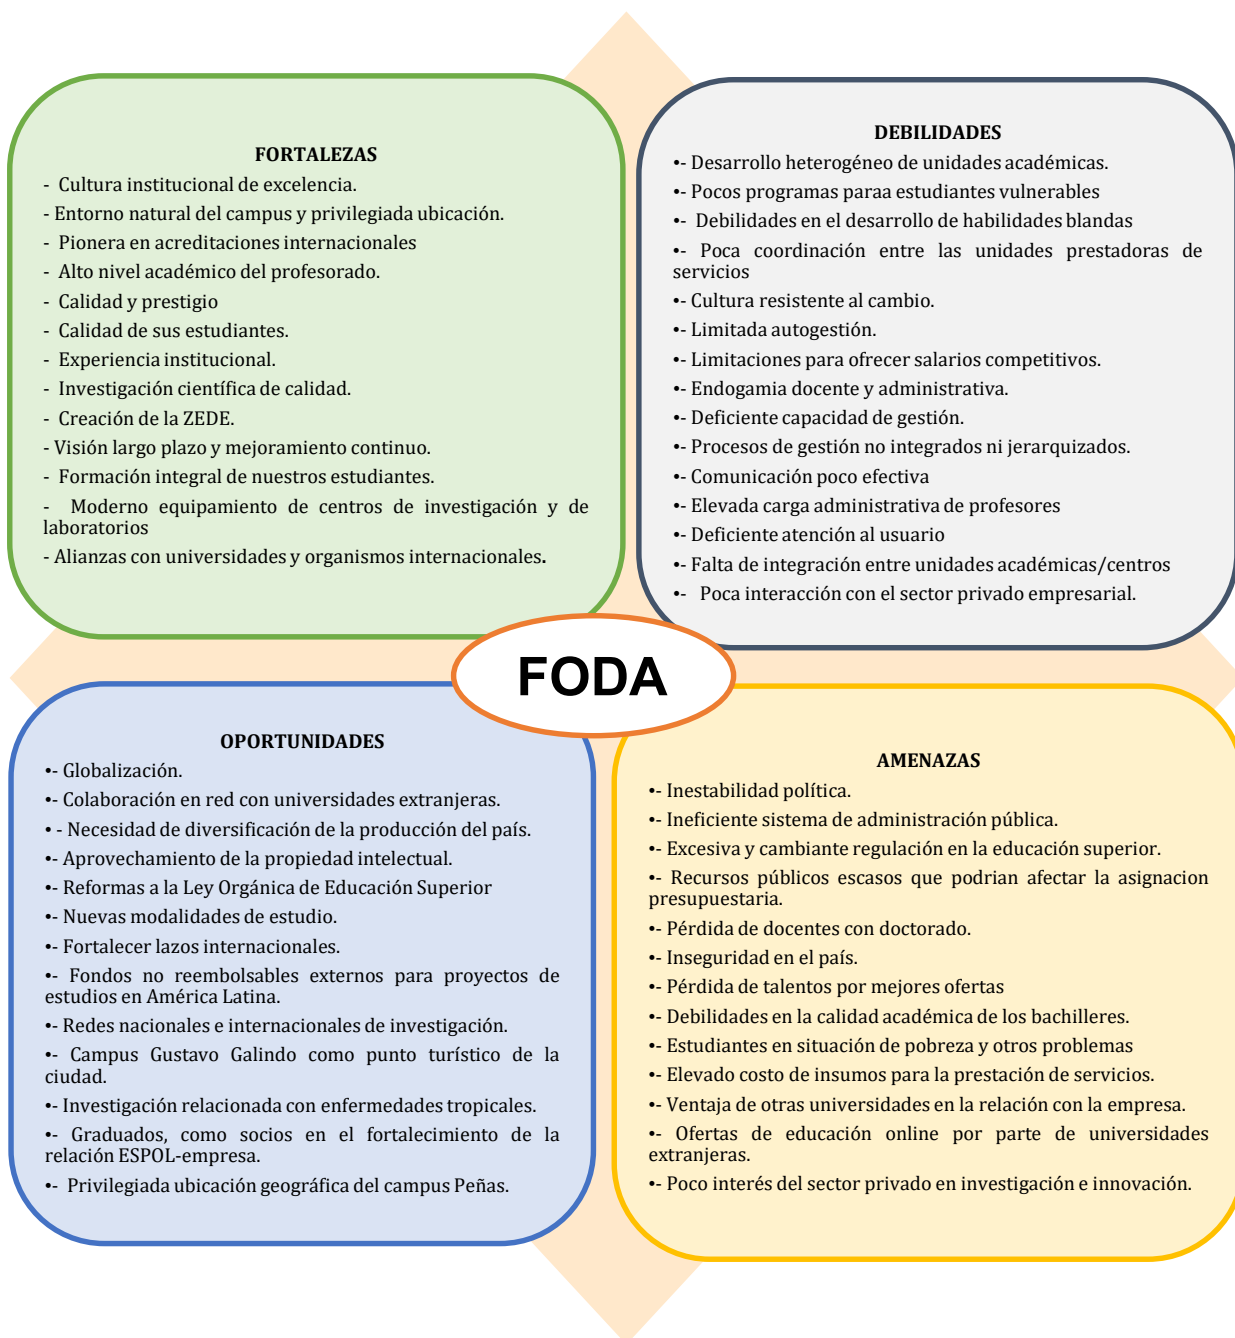 FORTALEZAS
- Cultura institucional de excelencia.
- Entorno natural del campus y privilegiada ubicación.
- Pionera en acreditaciones internacionales
- Alto nivel académico del profesorado.
- Calidad y prestigio
- Calidad de sus estudiantes.
- Experiencia institucional.
- Investigación científica de calidad.
- Creación de la ZEDE.
- Visión largo plazo y mejoramiento continuo.
- Formación integral de nuestros estudiantes.
- Moderno equipamiento de centros de investigación y de
laboratorios
- Alianzas con universidades y organismos internacionales.
DEBILIDADES
•- Desarrollo heterogéneo de unidades académicas.
•- Pocos programas paraa estudiantes vulnerables
•- Debilidades en el desarrollo de habilidades blandas
•- Poca coordinación entre las unidades prestadoras de
servicios
•- Cultura resistente al cambio.
•- Limitada autogestión.
•- Limitaciones para ofrecer salarios competitivos.
•- Endogamia docente y administrativa.
•- Deficiente capacidad de gestión.
•- Procesos de gestión no integrados ni jerarquizados.
•- Comunicación poco efectiva
•- Elevada carga administrativa de profesores
•- Deficiente atención al usuario
•- Falta de integración entre unidades académicas/centros
•- Poca interacción con el sector privado empresarial.
FODA
OPORTUNIDADES
•- Globalización.
•- Colaboración en red con universidades extranjeras.
• - Necesidad de diversificación de la producción del país.
•- Aprovechamiento de la propiedad intelectual.
•- Reformas a la Ley Orgánica de Educación Superior
•- Nuevas modalidades de estudio.
•- Fortalecer lazos internacionales.
•- Fondos no reembolsables externos para proyectos de
estudios en América Latina.
•- Redes nacionales e internacionales de investigación.
•- Campus Gustavo Galindo como punto turístico de la
ciudad.
•- Investigación relacionada con enfermedades tropicales.
•- Graduados, como socios en el fortalecimiento de la
relación ESPOL-empresa.
•- Privilegiada ubicación geográfica del campus Peñas.
AMENAZAS
•- Inestabilidad política.
•- Ineficiente sistema de administración pública.
•- Excesiva y cambiante regulación en la educación superior.
•- Recursos públicos escasos que podrian afectar la asignacion
presupuestaria.
•- Pérdida de docentes con doctorado.
•- Inseguridad en el país.
•- Pérdida de talentos por mejores ofertas
•- Debilidades en la calidad académica de los bachilleres.
•- Estudiantes en situación de pobreza y otros problemas
•- Elevado costo de insumos para la prestación de servicios.
•- Ventaja de otras universidades en la relación con la empresa.
•- Ofertas de educación online por parte de universidades
extranjeras.
•- Poco interés del sector privado en investigación e innovación.